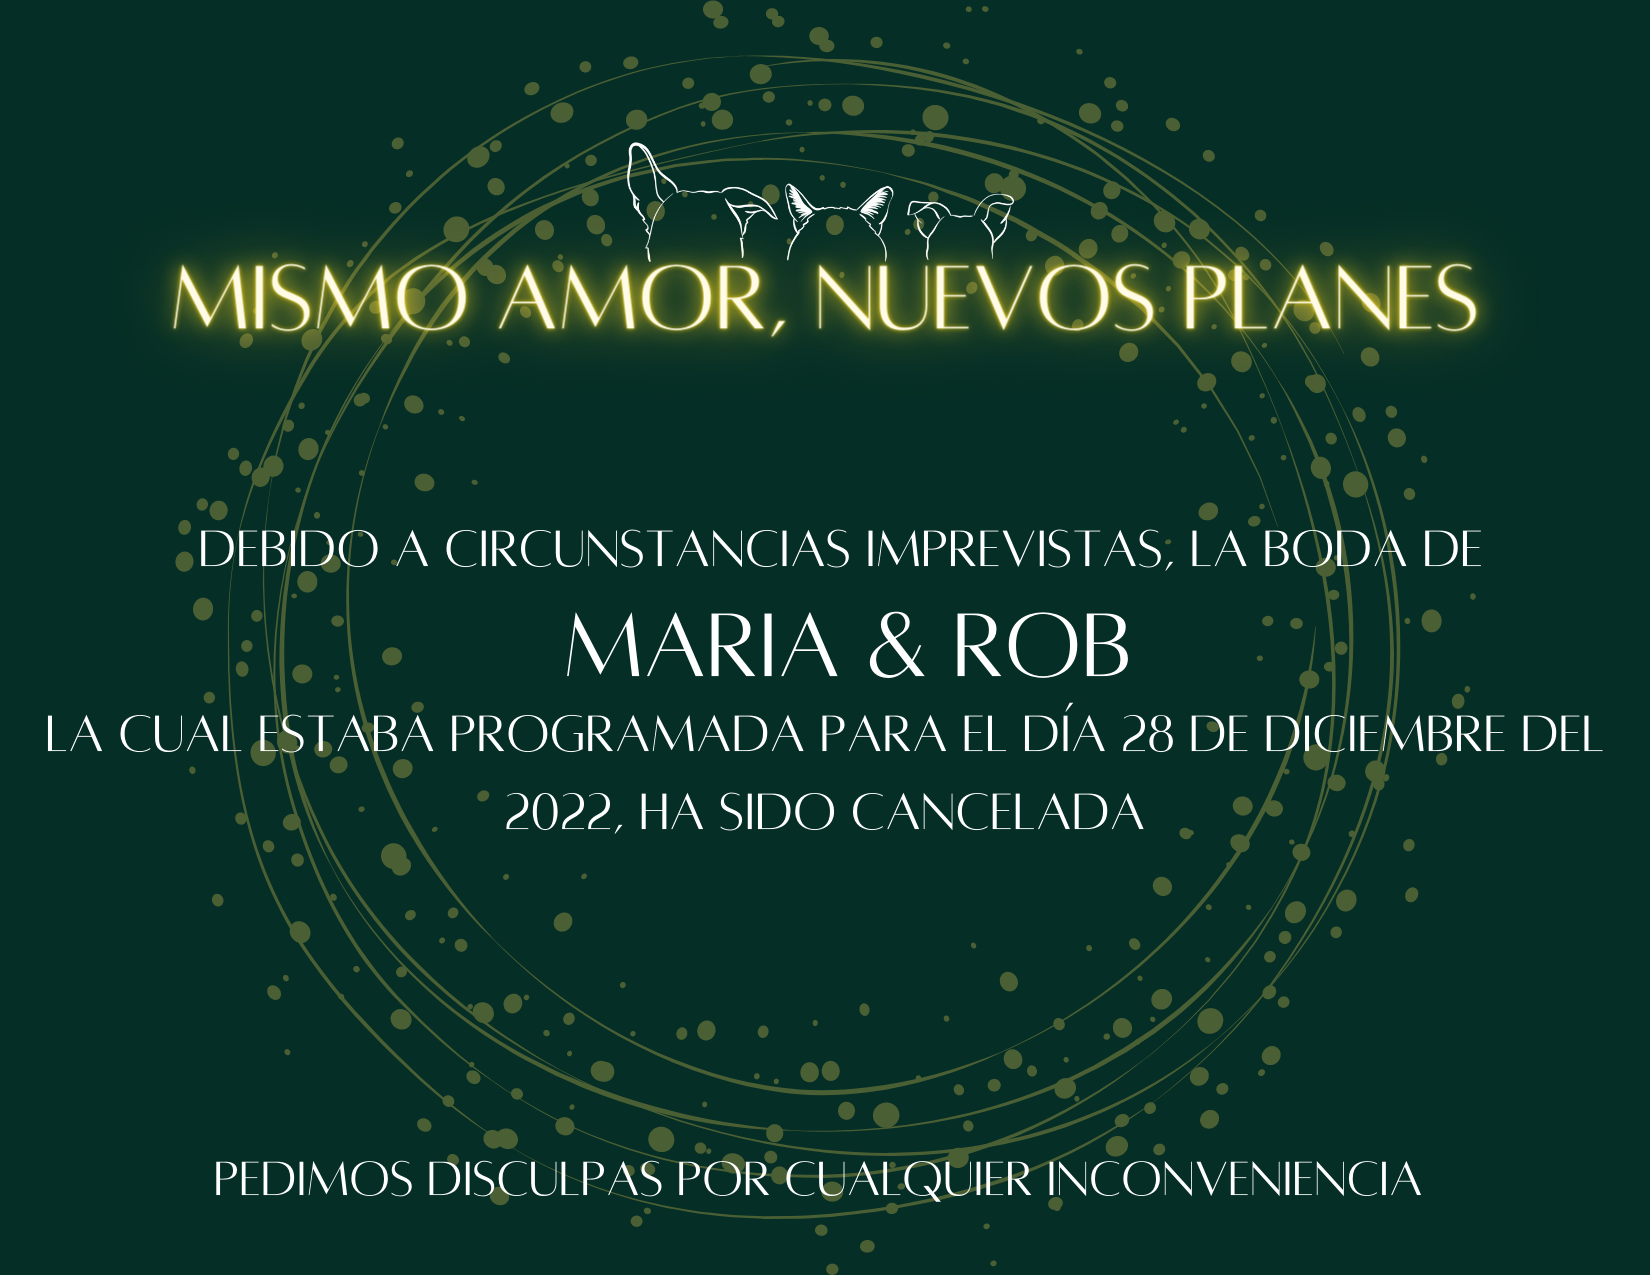 MISMO AMOR, NUEVOS PLANES
DEBIDO A CIRCUNSTANCIAS IMPREVISTAS, LA BODA DE
MARIA & ROB
LA CUAL ESTABA PROGRAMADA PARA EL DÍA 28 DE DICIEMBRE DEL
2022, HA SIDO CANCELADA
PEDIMOS DISCULPAS POR CUALQUIER INCONVENIENCIA